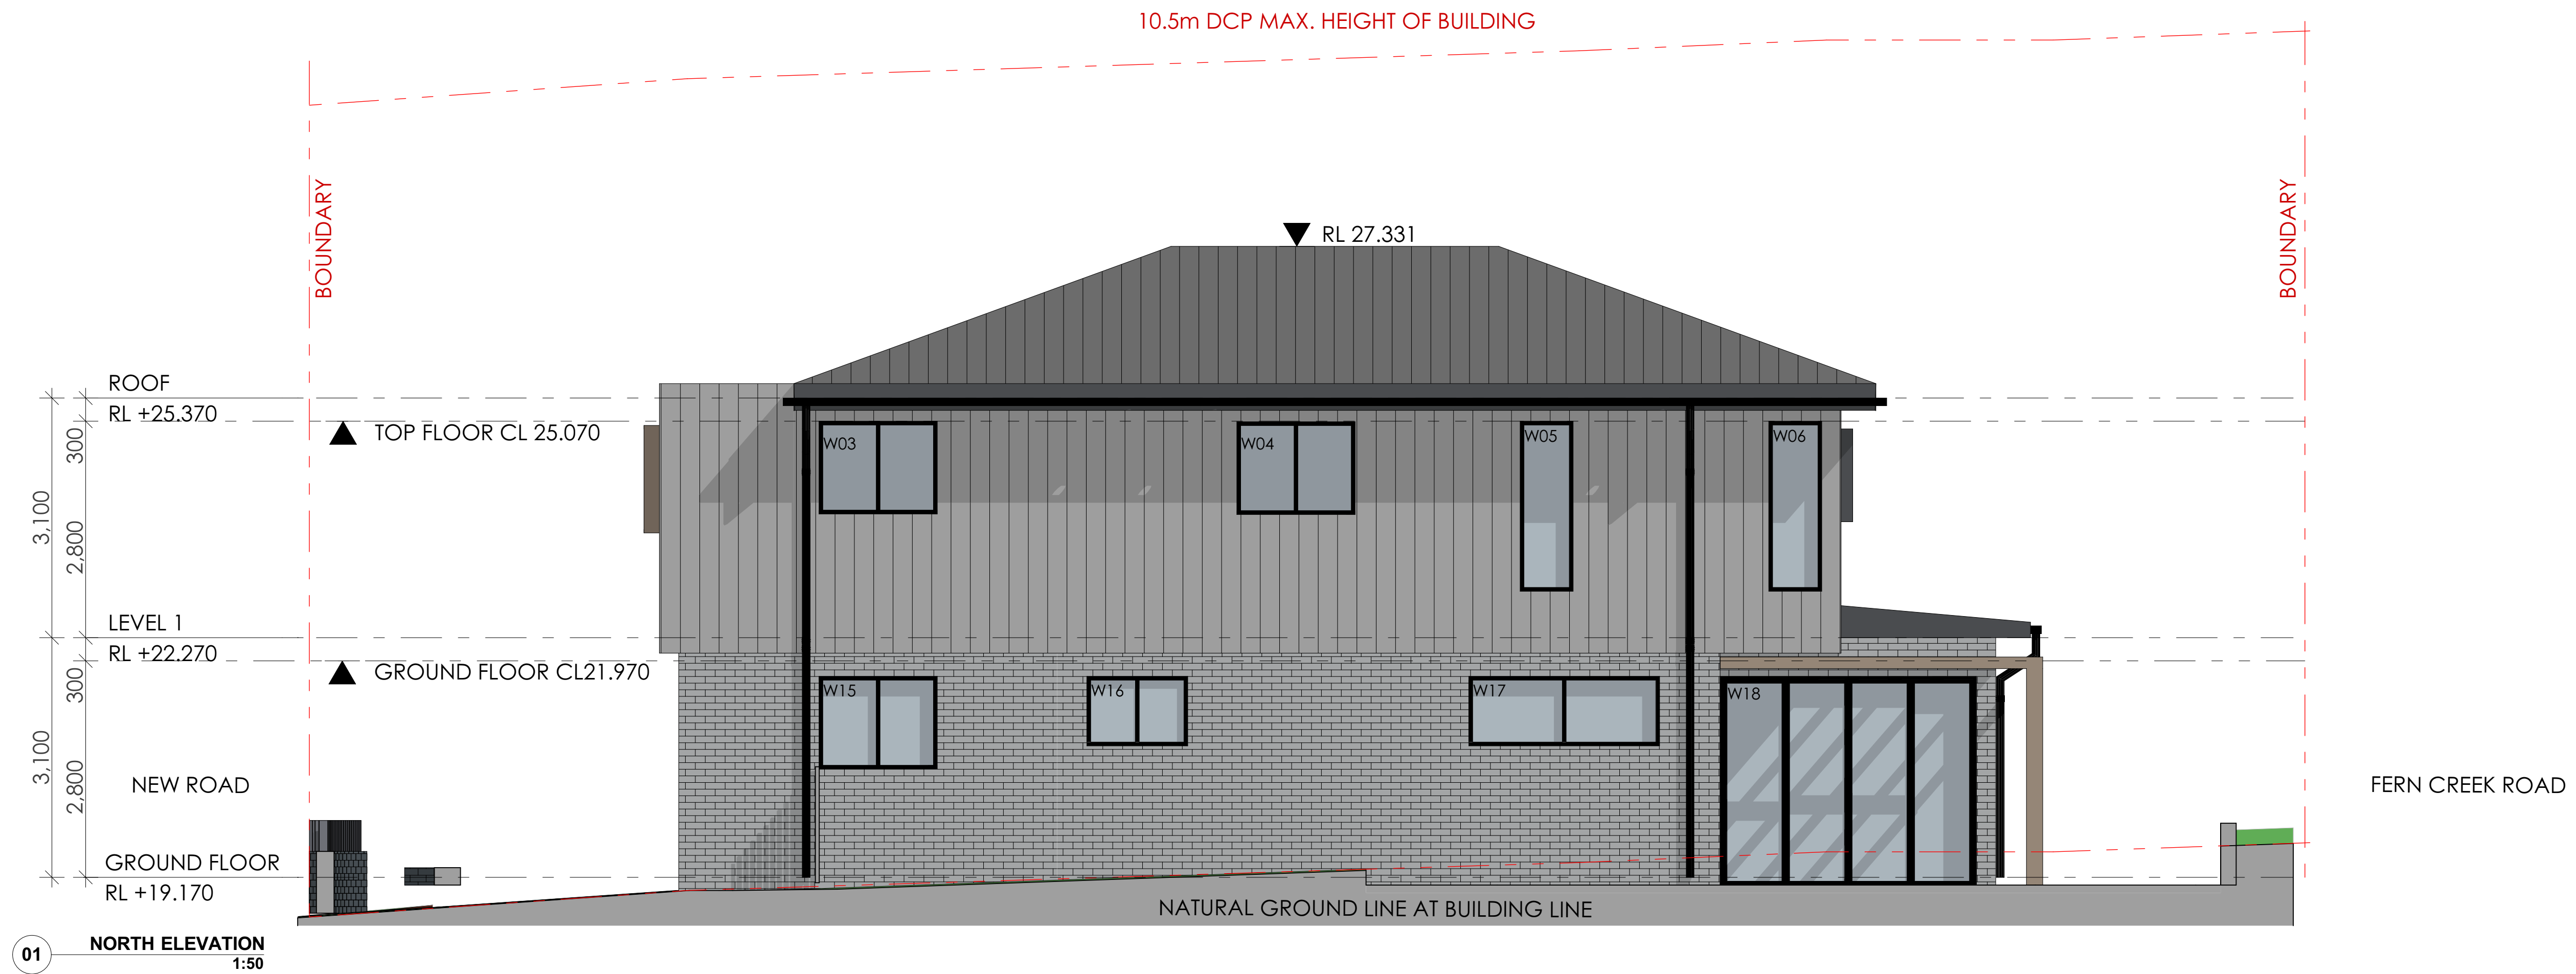 10.5m DCP MAX. HEIGHT OF BUILDING
BOUNDARY
BOUNDARY
RL 27.331
ROOF
RL +25.370
TOP FLOOR CL 25.070
300
3,100
2,800
W03
W04
W05
W06
LEVEL 1
RL +22.270
GROUND FLOOR CL21.970
300
3,100
2,800
W15
W16
W17
W18
NEW ROAD
FERN CREEK ROAD
GROUND FLOOR
RL +19.170
NATURAL GROUND LINE AT BUILDING LINE
01
NORTH ELEVATION
1:50